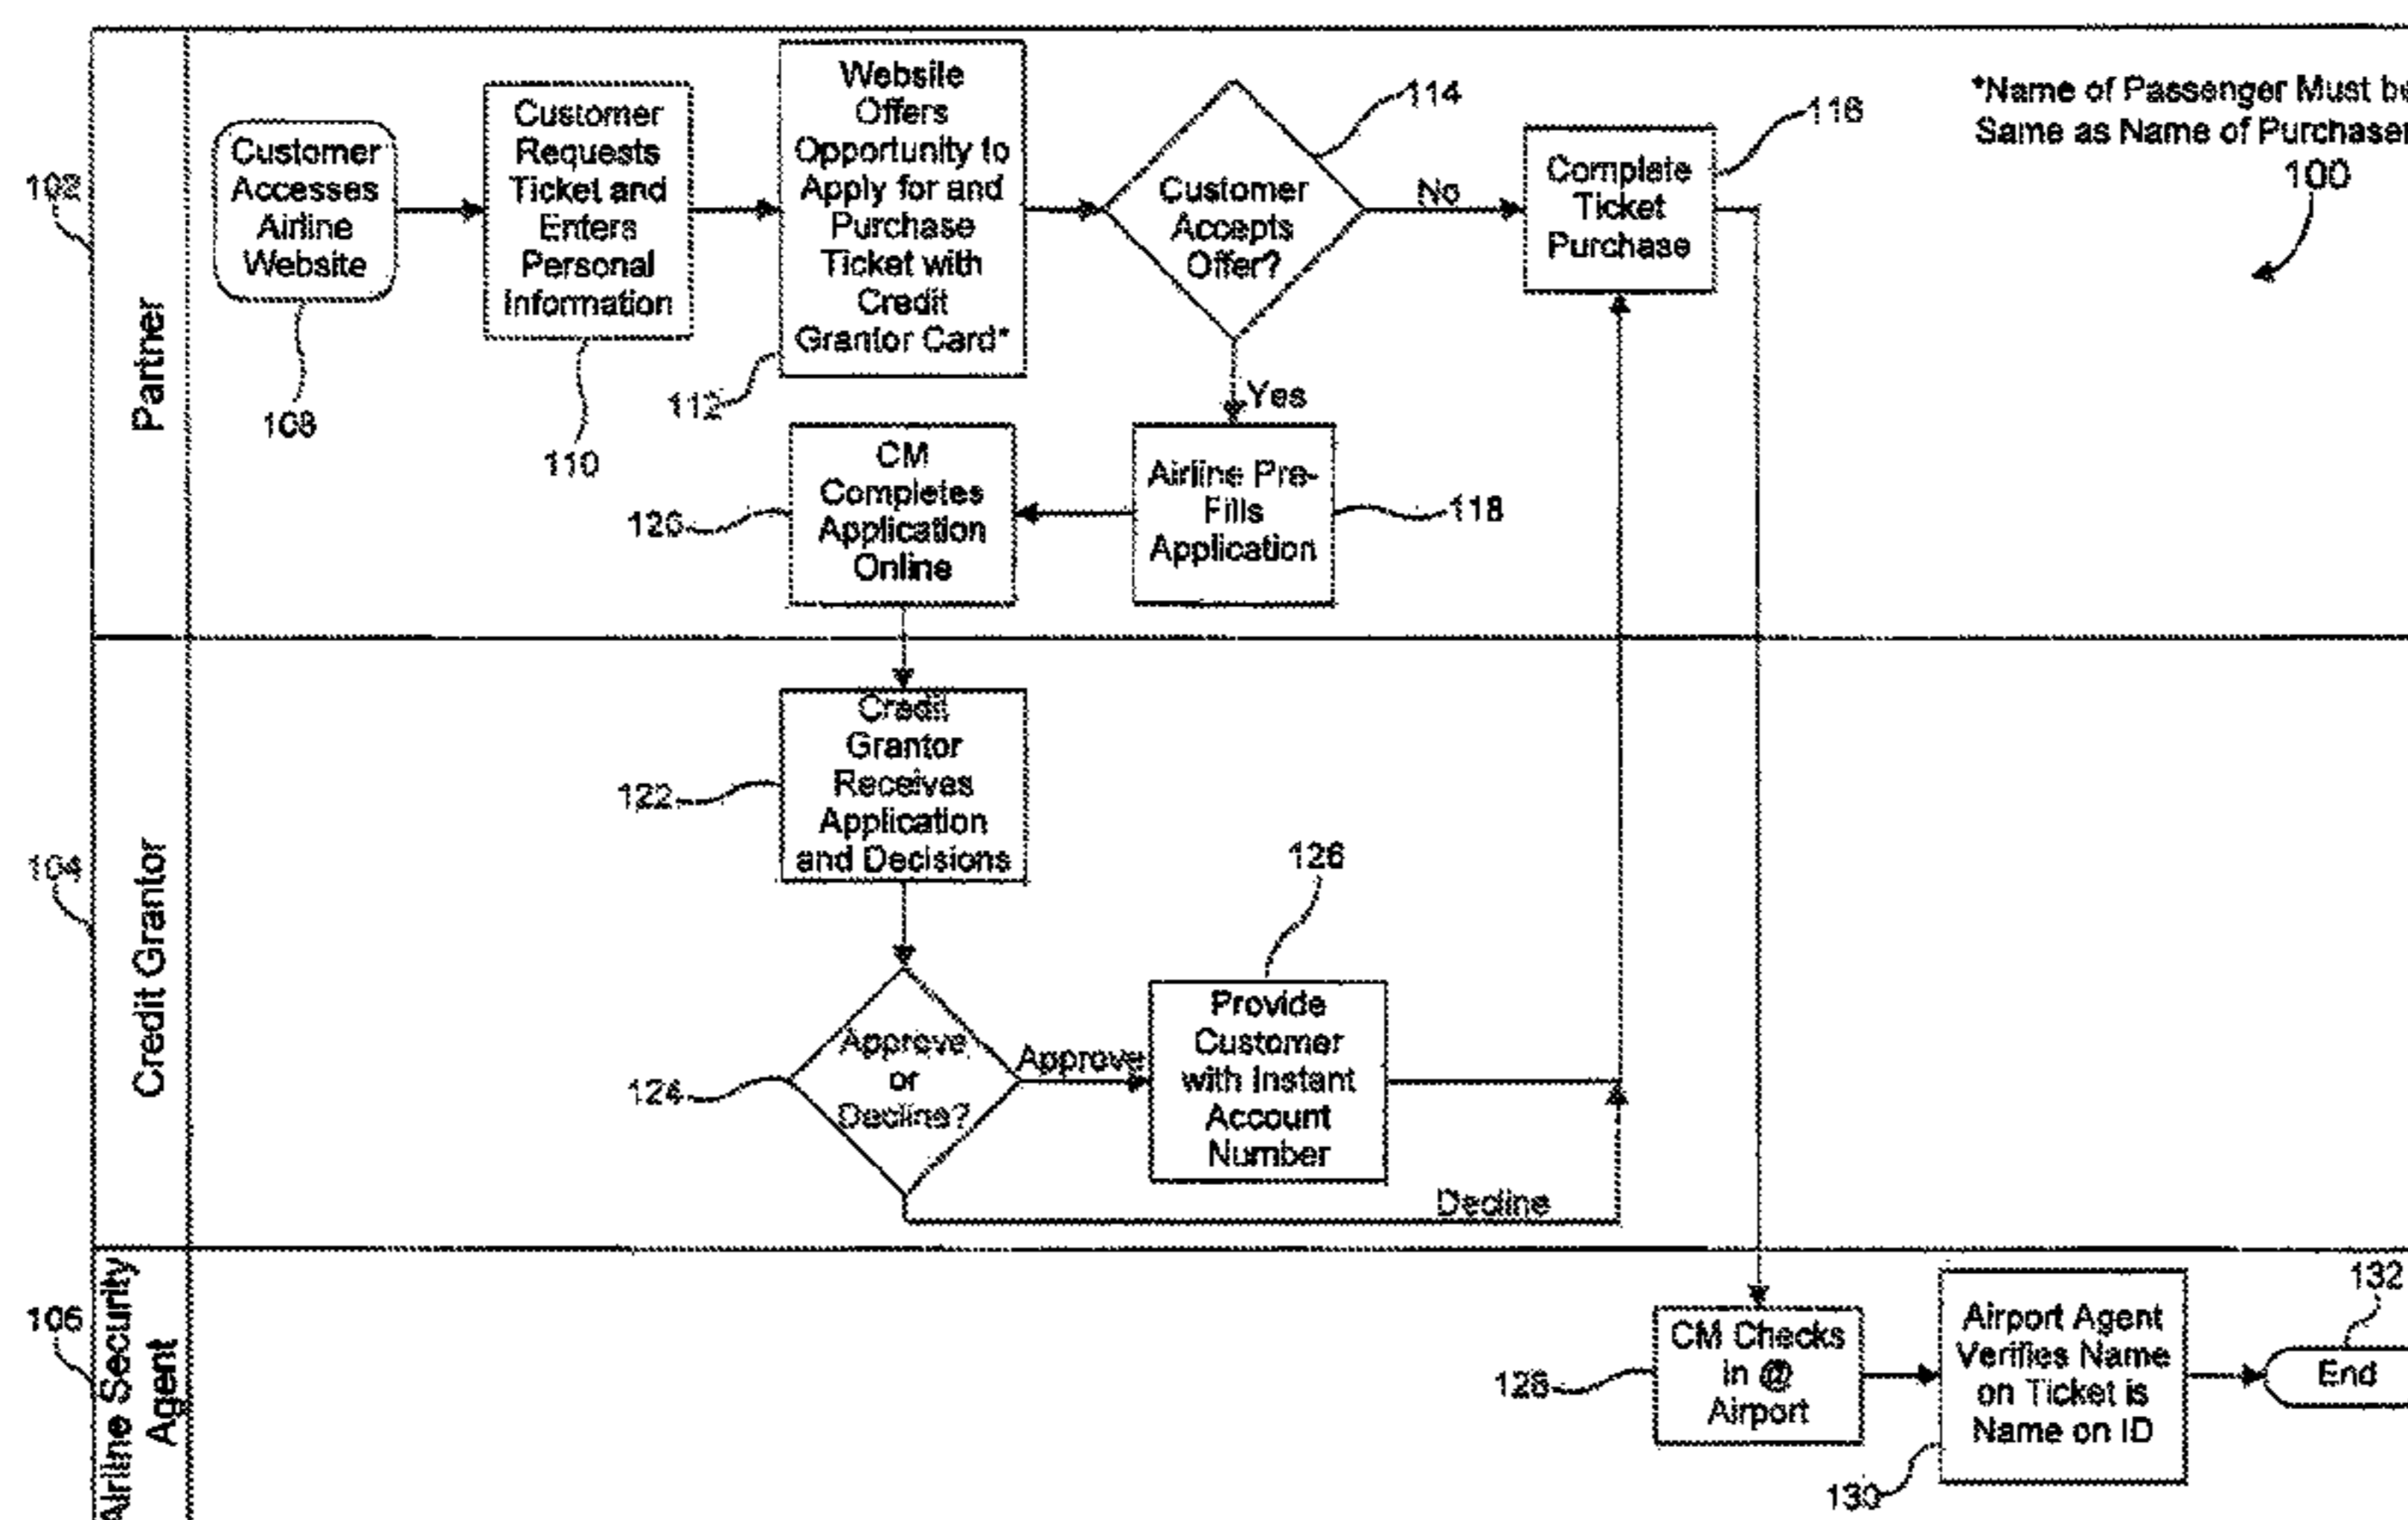 102
Partner
Customer
Accesses
Airline
Website
108
Customer
Requests
Ticket and
Enters
Personal
Information
110
Website
Offers
Opportunity to
Apply for and
Purchase
Ticket with
Credit
Grantor Card*
112
Customer
Accepts
Offer?
114
No
Yes
Complete
Ticket
Purchase
116
*Name of Passenger Must be
Same as Name of Purchaser
100
Airline Pre-
Fills
Application
118
CM
Completes
Application
Online
120
104
Credit Grantor
Credit
Grantor
Receives
Application
and Decisions
122
Approve
or
Decline?
124
Approve
Decline
Provide
Customer
with Instant
Account
Number
126
106
Airline Security
Agent
CM Checks
in @
Airport
128
Airport Agent
Verifies Name
on Ticket is
Name on ID
130
End
132